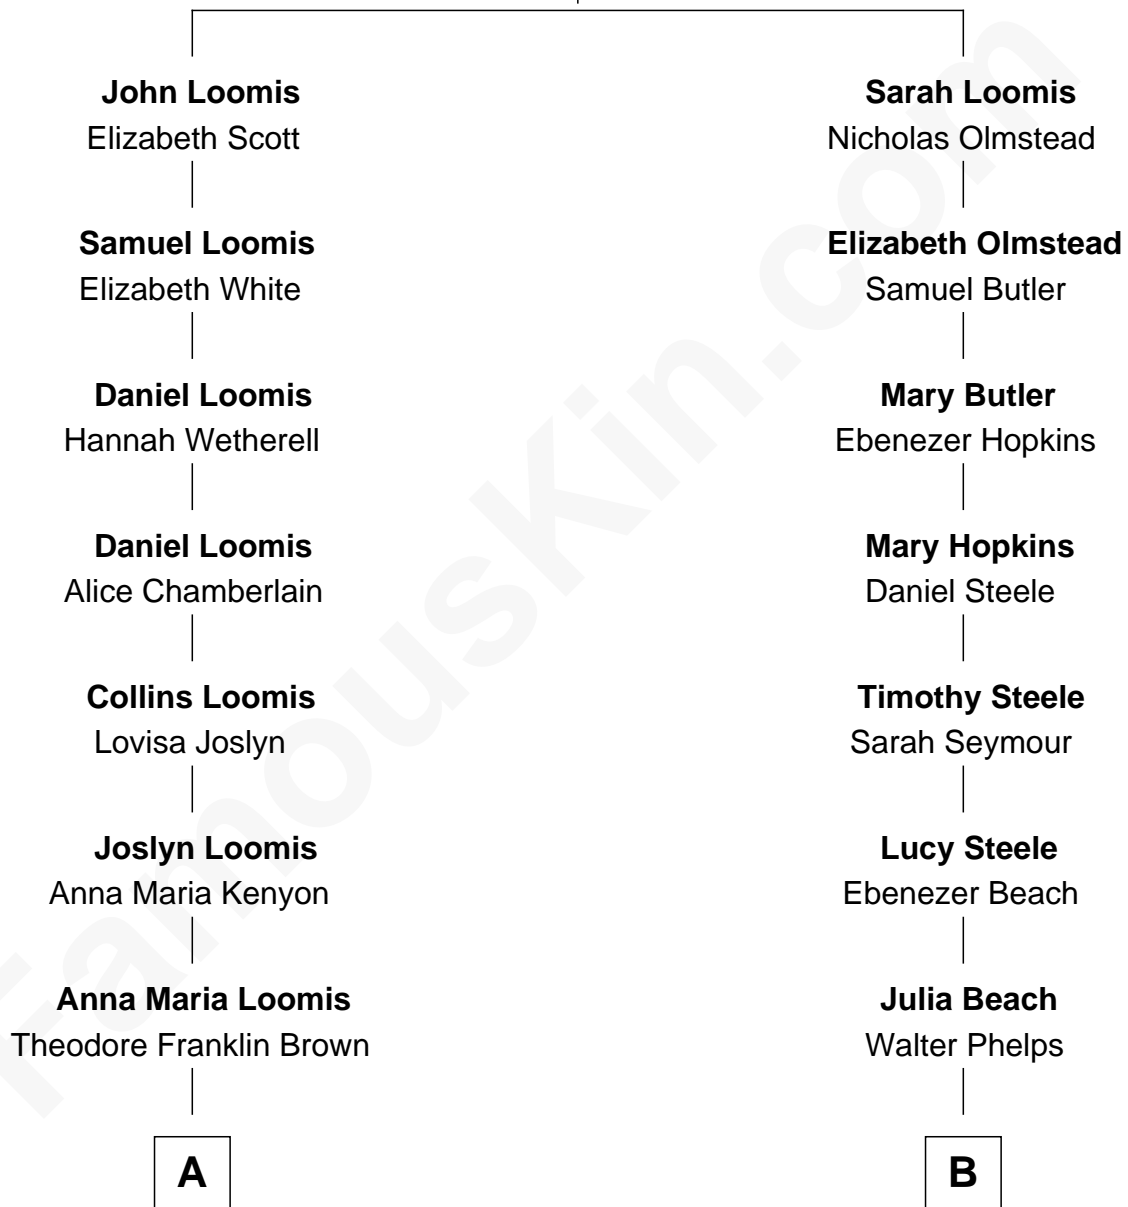 John Loomis
Elizabeth Scott
Samuel Loomis
Elizabeth White
Daniel Loomis
Hannah Wetherell
Daniel Loomis
Alice Chamberlain
Collins Loomis
Lovisa Joslyn
Joslyn Loomis
Anna Maria Kenyon
Anna Maria Loomis
Theodore Franklin Brown
A
Sarah Loomis
Nicholas Olmstead
Elizabeth Olmstead
Samuel Butler
Mary Butler
Ebenezer Hopkins
Mary Hopkins
Daniel Steele
Timothy Steele
Sarah Seymour
Lucy Steele
Ebenezer Beach
Julia Beach
Walter Phelps
B
FamousKin.com